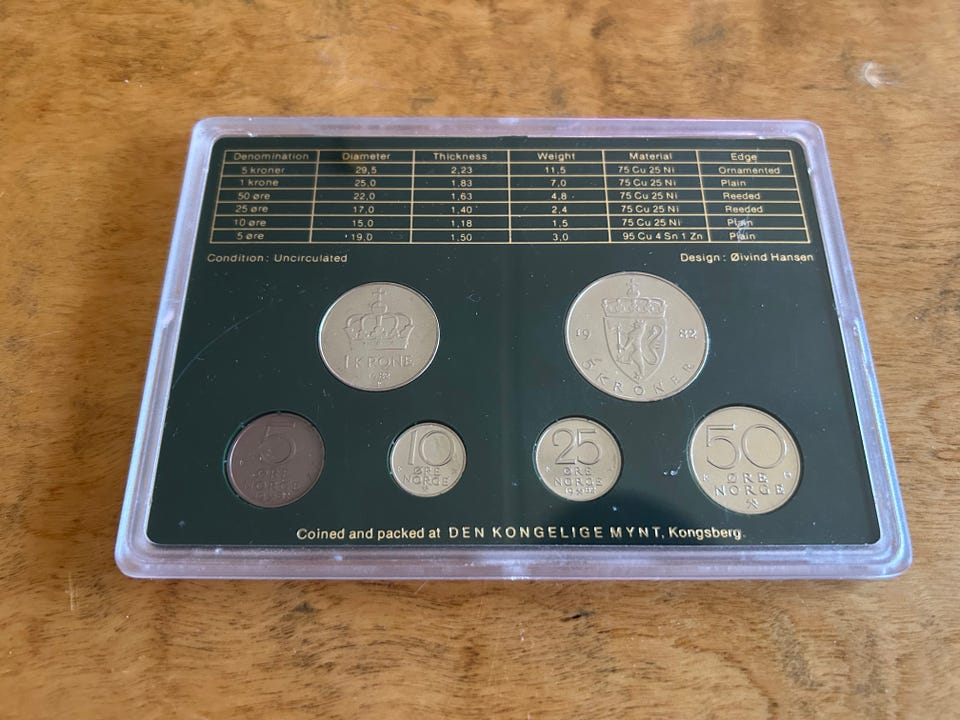 Denomination Diameter Thickness Weight Material Edge
5 kroner 29,5 2,23 11,5 75 Cu 25 Ni Ornamented
1 krone 25,0 1,83 7,0 75 Cu 25 Ni Plain
50 øre 22,0 1,63 4,8 75 Cu 25 Ni Reeded
25 øre 17,0 1,40 2,4 75 Cu 25 Ni Reeded
10 øre 15,0 1,18 1,5 75 Cu 25 Ni Plain
5 øre 19,0 1,50 3,0 95 Cu 4 Sn 1 Zn Plain
Condition: Uncirculated Design: Øivind Hansen
1 KRONE
1982
19 82
5 KRONER
5
ØRE
NORGE
10
ØRE
NORGE
25
ØRE
NORGE
1982
50
ØRE
NORGE
Coined and packed at DEN KONGELIGE MYNT, Kongsberg.